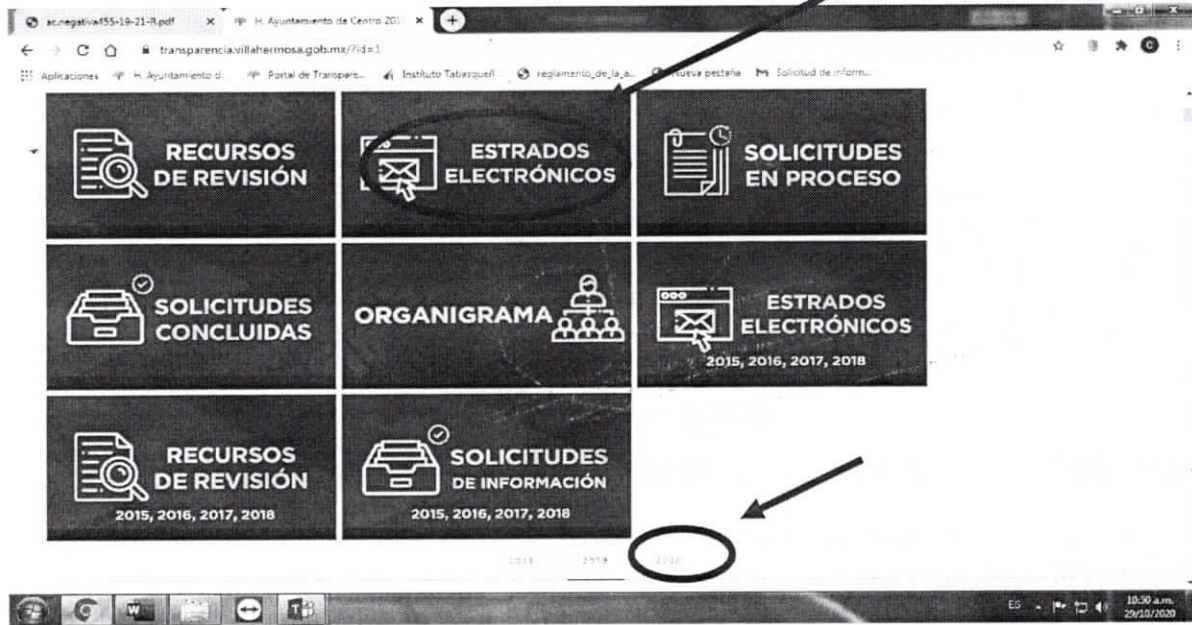 ac.negativa455-19-21-R.pdf
H. Ayuntamiento de Centro 201
transparencia.villahermosa.gob.mx/?id=1
Aplicaciones
H. Ayuntamiento d...
Portal de Transpare...
Instituto Tabasqueñ...
reglamento_de_la_a...
Nueva pestaña
Solicitud de inform...
RECURSOS
DE REVISIÓN
ESTRADOS
ELECTRÓNICOS
SOLICITUDES
EN PROCESO
SOLICITUDES
CONCLUIDAS
ORGANIGRAMA
ESTRADOS
ELECTRÓNICOS
2015, 2016, 2017, 2018
RECURSOS
DE REVISIÓN
2015, 2016, 2017, 2018
SOLICITUDES
DE INFORMACIÓN
2015, 2016, 2017, 2018
2018 2019 2020
ES
10:50 a.m.
29/10/2020